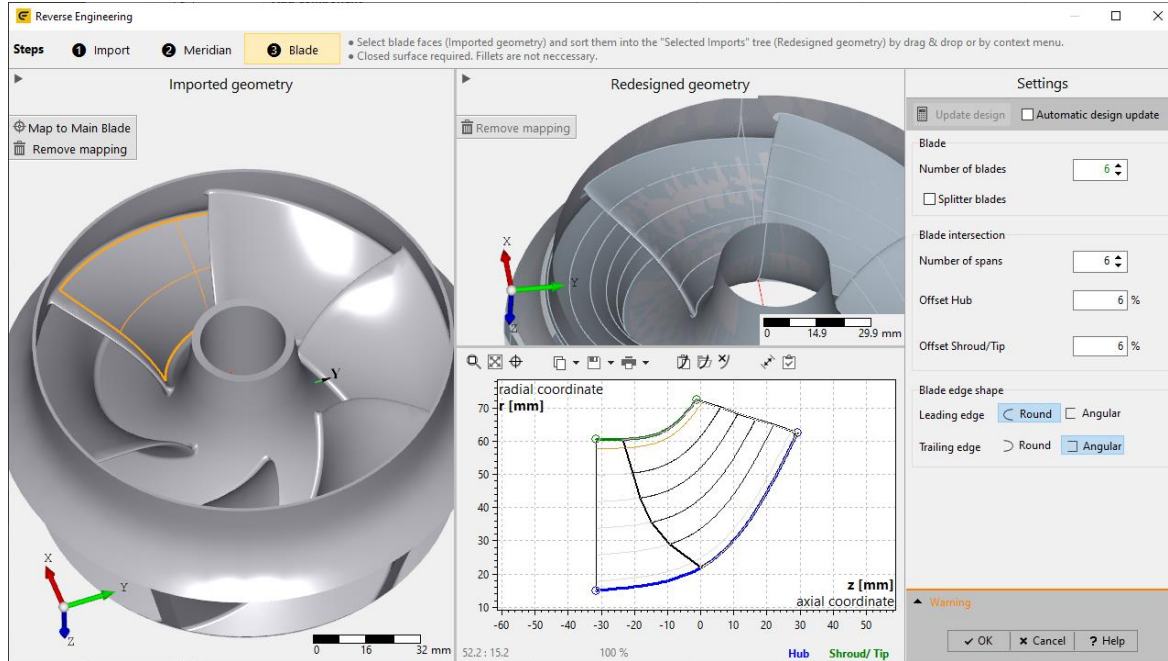 Reverse Engineering
Steps 1 Import 2 Meridian 3 Blade
• Select blade faces (Imported geometry) and sort them into the "Selected Imports" tree (Redesigned geometry) by drag & drop or by context menu.
• Closed surface required. Fillets are not neccessary.
Imported geometry
Map to Main Blade
Remove mapping
Y
X
Y
Z
0 16 32 mm
Redesigned geometry
Remove mapping
X
Y
Z
0 14.9 29.9 mm
radial coordinate
r [mm]
70
60
50
40
30
20
10
z [mm]
axial coordinate
-60 -50 -40 -30 -20 -10 0 10 20 30 40 50
52.2 : 15.2 100 % Hub Shroud/ Tip
Settings
Update design Automatic design update
Blade
Number of blades 6
Splitter blades
Blade intersection
Number of spans 6
Offset Hub 6 %
Offset Shroud/Tip 6 %
Blade edge shape
Leading edge Round Angular
Trailing edge Round Angular
Warning
OK Cancel ? Help